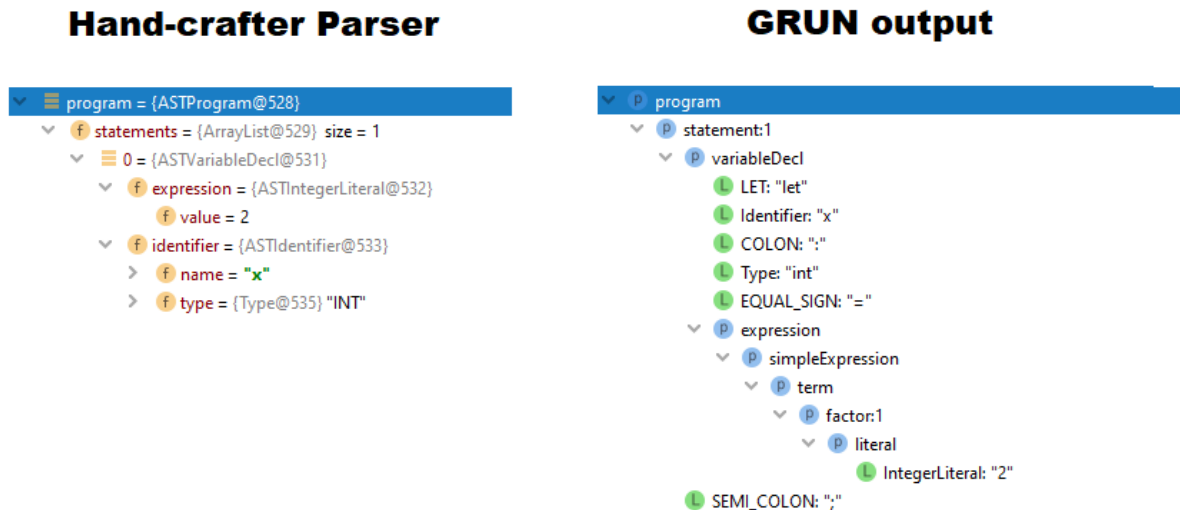 Hand-crafter Parser
program = {ASTProgram@528}
f statements = {ArrayList@529} size = 1
0 = {ASTVariableDecl@531}
f expression = {ASTIntegerLiteral@532}
f value = 2
f identifier = {ASTIdentifier@533}
f name = "x"
f type = {Type@535} "INT"
GRUN output
p program
p statement:1
p variableDecl
L LET: "let"
L Identifier: "x"
L COLON: ":"
L Type: "int"
L EQUAL_SIGN: "="
p expression
p simpleExpression
p term
p factor:1
p literal
L IntegerLiteral: "2"
L SEMI_COLON: ";"